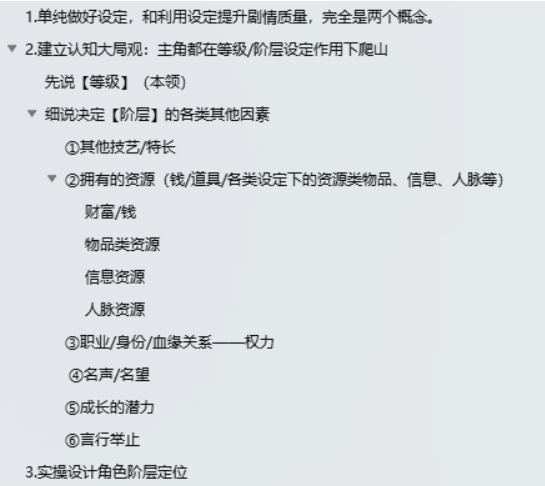 1.单纯做好设定，和利用设定提升剧情质量，完全是两个概念。
2.建立认知大局观：主角都在等级/阶层设定作用下爬山
先说【等级】（本领）
细说决定【阶层】的各类其他因素
①其他技艺/特长
②拥有的资源（钱/道具/各类设定下的资源类物品、信息、人脉等）
财富/钱
物品类资源
信息资源
人脉资源
③职业/身份/血缘关系——权力
④名声/名望
⑤成长的潜力
⑥言行举止
3.实操设计角色阶层定位